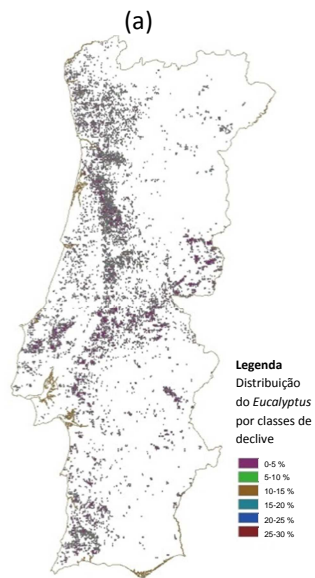 (a)
Legenda
Distribuição
do Eucalyptus
por classes de
declive
0-5 %
5-10 %
10-15 %
15-20 %
20-25 %
25-30 %